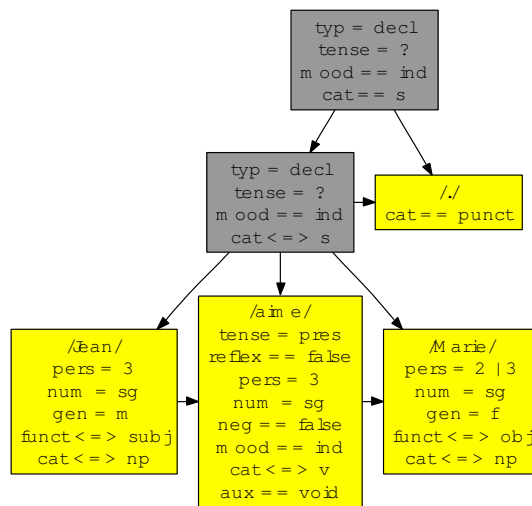 typ = decl
tense = ?
mood == ind
cat == s
typ = decl
tense = ?
mood == ind
cat <=> s
/./
cat == punct
/Jean/
pers = 3
num = sg
gen = m
funct <=> subj
cat <=> np
/aime/
tense = pres
reflex == false
pers = 3
num = sg
neg == false
mood == ind
cat <=> v
aux == void
/Marie/
pers = 2 | 3
num = sg
gen = f
funct <=> obj
cat <=> np